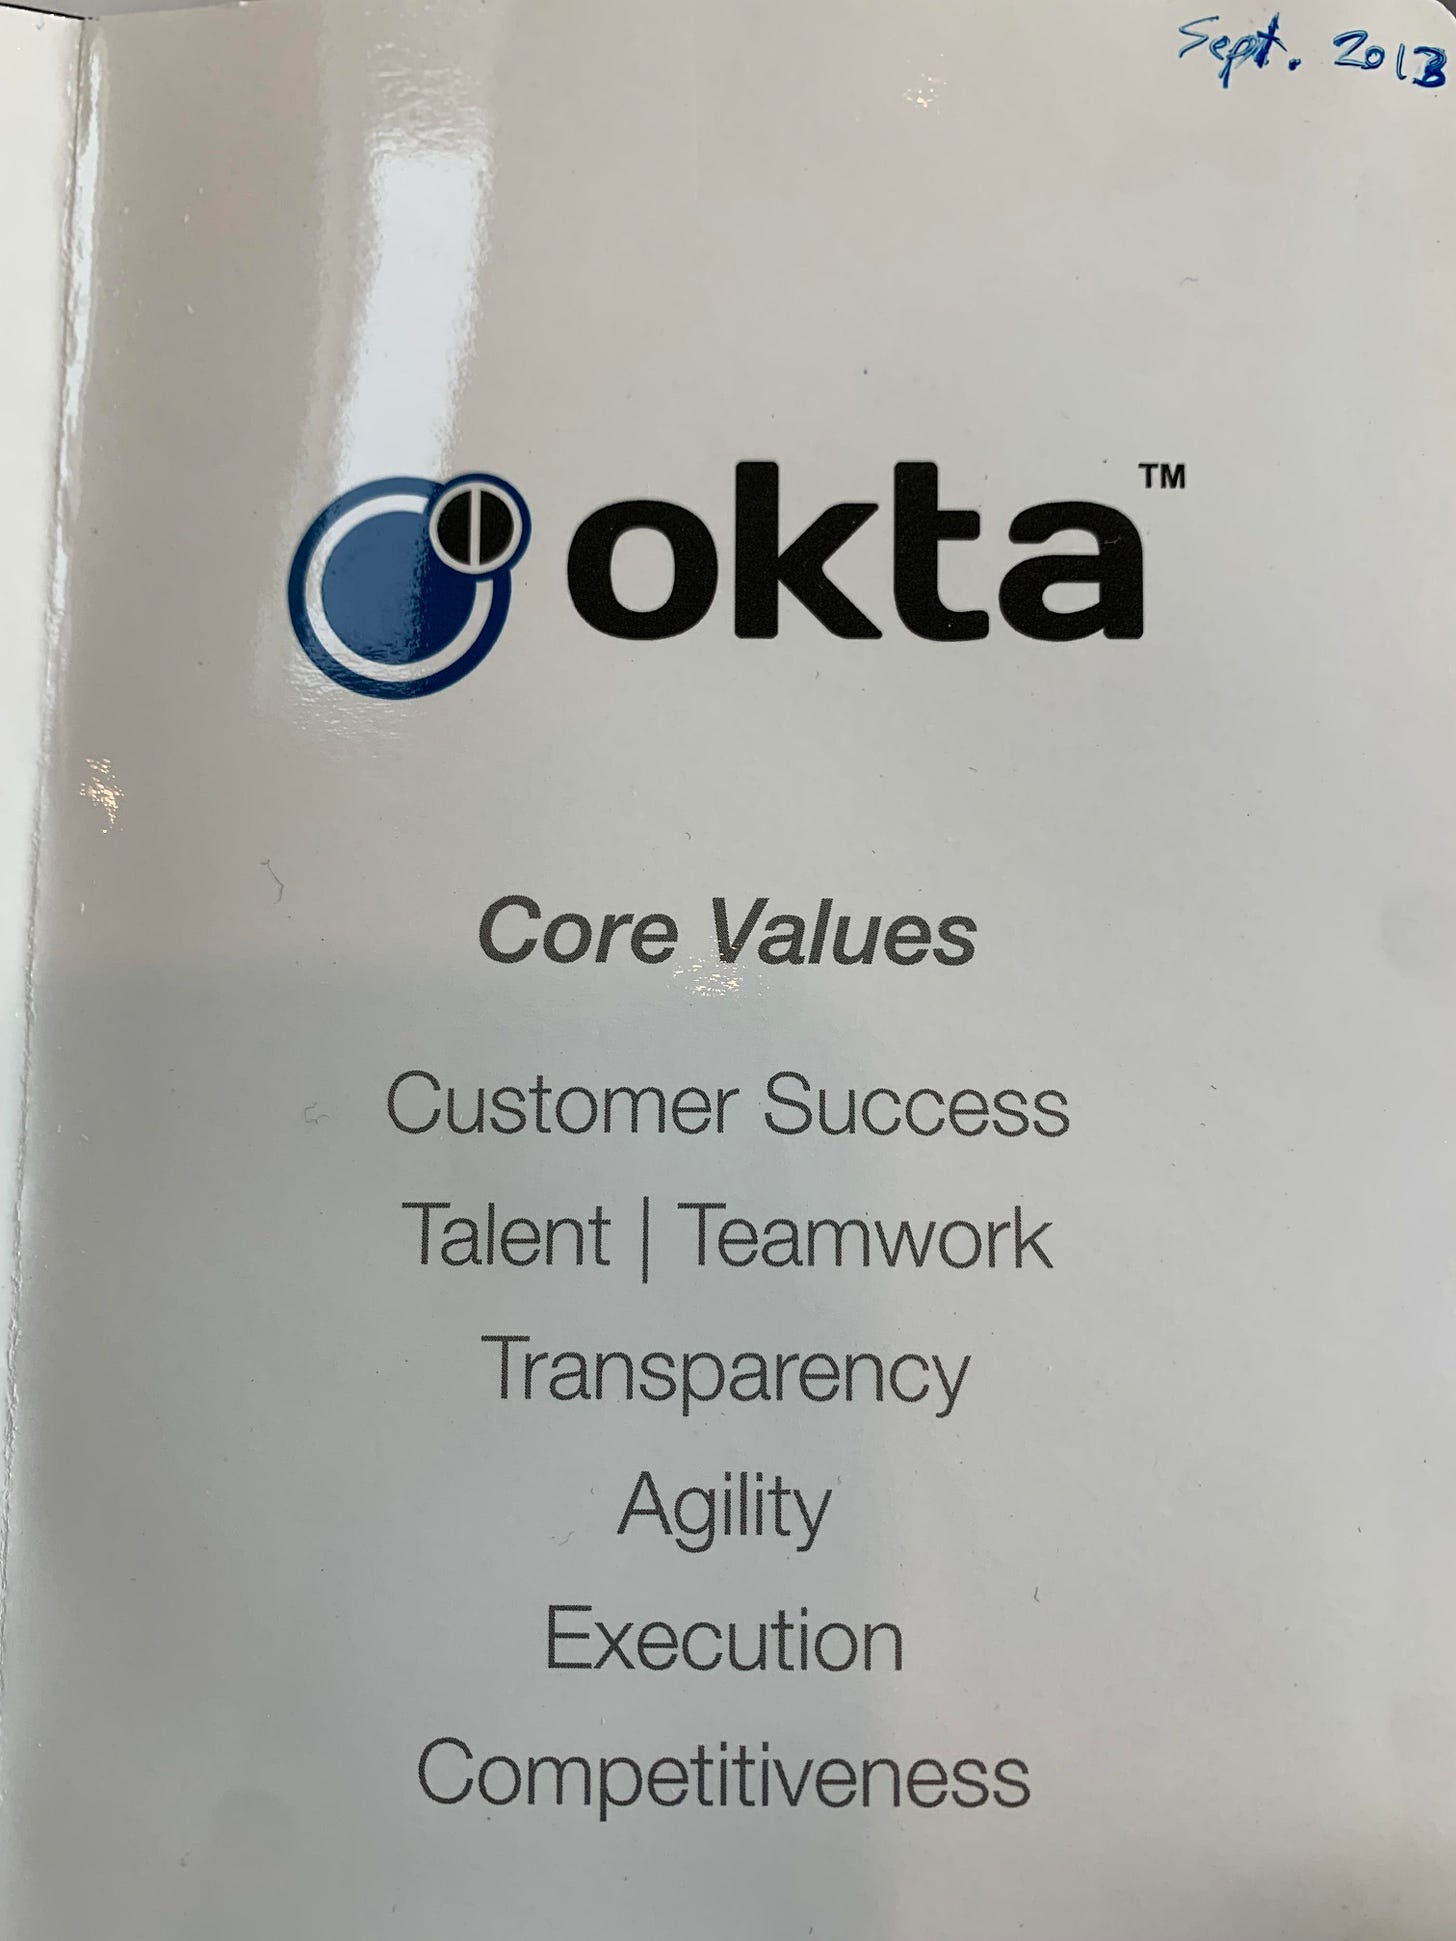 Sept. 2013
okta™
Core Values
Customer Success
Talent | Teamwork
Transparency
Agility
Execution
Competitiveness